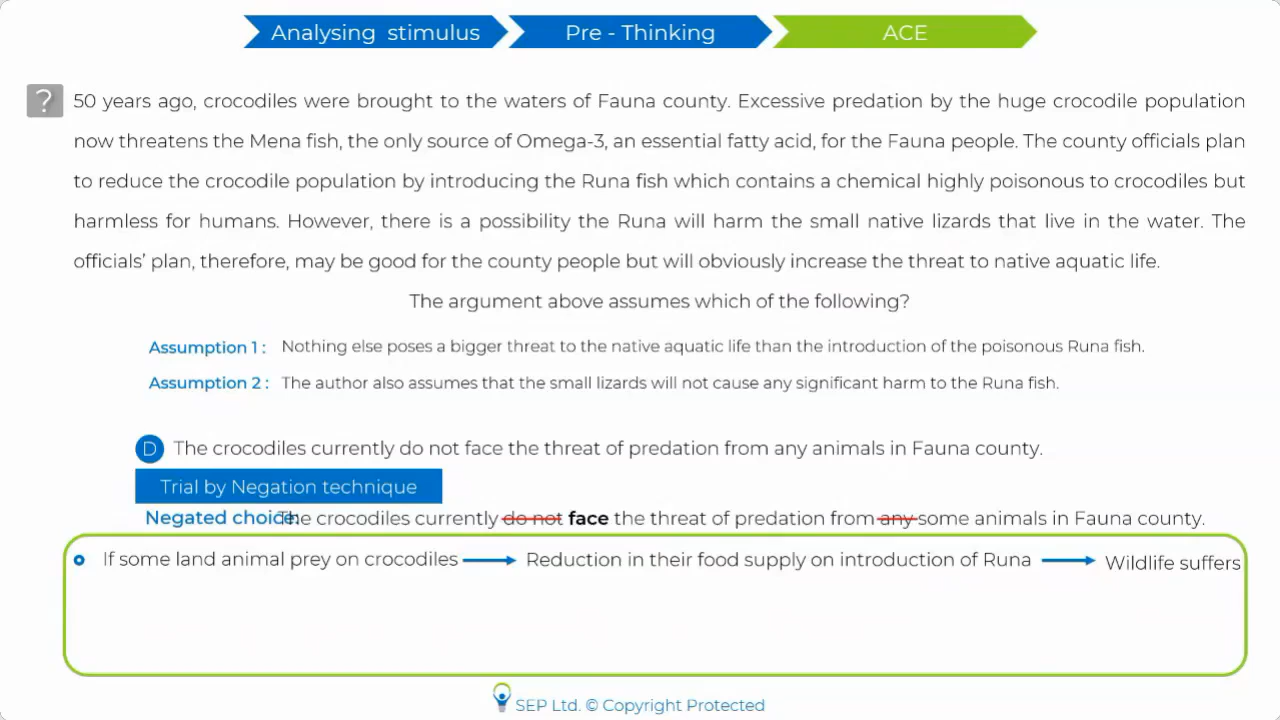 Analysing stimulus
Pre - Thinking
ACE
?
50 years ago, crocodiles were brought to the waters of Fauna county. Excessive predation by the huge crocodile population
now threatens the Mena fish, the only source of Omega-3, an essential fatty acid, for the Fauna people. The county officials plan
to reduce the crocodile population by introducing the Runa fish which contains a chemical highly poisonous to crocodiles but
harmless for humans. However, there is a possibility the Runa will harm the small native lizards that live in the water. The
officials' plan, therefore, may be good for the county people but will obviously increase the threat to native aquatic life.
The argument above assumes which of the following?
Assumption 1 : Nothing else poses a bigger threat to the native aquatic life than the introduction of the poisonous Runa fish.
Assumption 2 : The author also assumes that the small lizards will not cause any significant harm to the Runa fish.
D The crocodiles currently do not face the threat of predation from any animals in Fauna county.
Trial by Negation technique
Negated choice: The crocodiles currently do not face the threat of predation from any some animals in Fauna county.
If some land animal prey on crocodiles Reduction in their food supply on introduction of Runa Wildlife suffers
SEP Ltd. © Copyright Protected